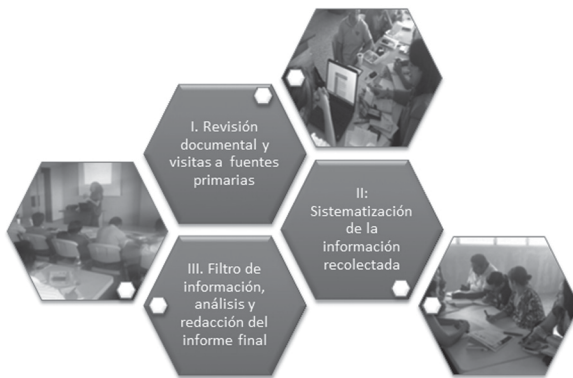 I. Revisión
documental y
visitas a fuentes
primarias
II:
Sistematización
de la
información
recolectada
III. Filtro de
información,
análisis y
redacción del
informe final